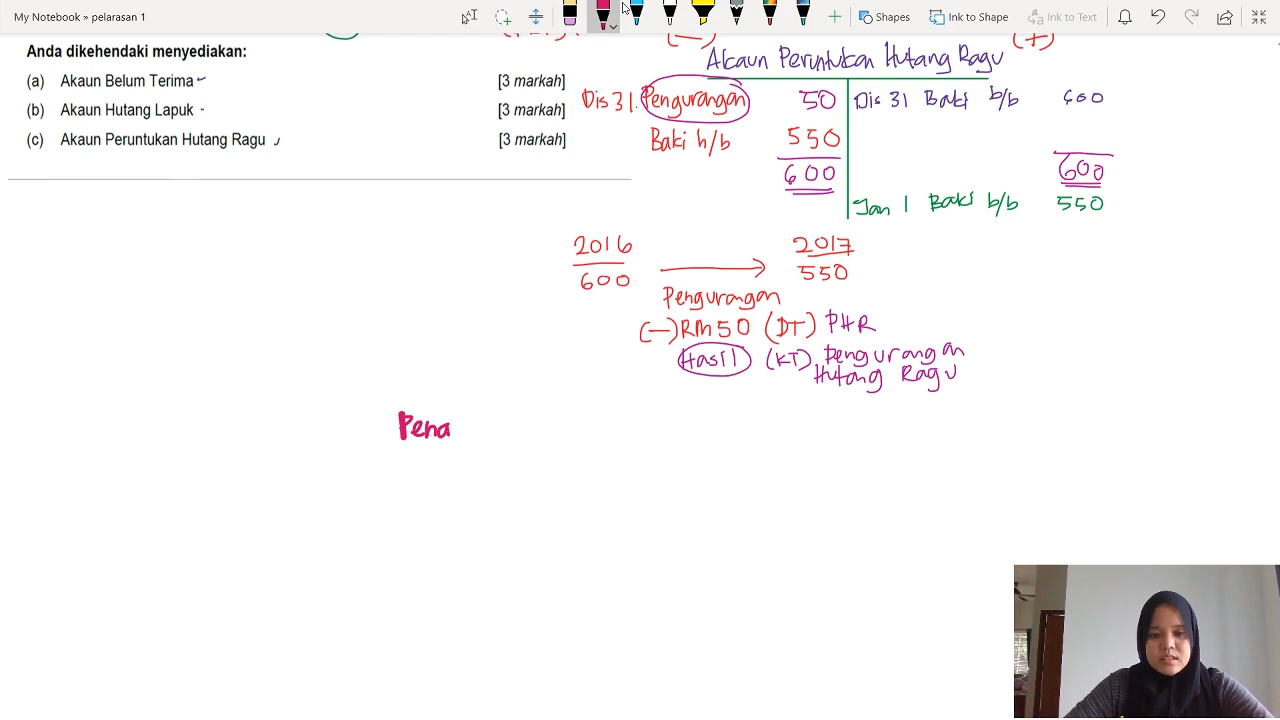 My Notebook » paparasan 1
Shapes
Ink to Shape
Ink to Text
Anda dikehendaki menyediakan:
(a) Akaun Belum Terima [3 markah]
(b) Akaun Hutang Lapuk [3 markah]
(c) Akaun Peruntukan Hutang Ragu [3 markah]
(—) (+)
Akaun Peruntukan Hutang Ragu
Dis 31. Pengurangan 50 Dis 31 Baki b/b 600
Baki h/b 550
600 600
Jan 1 Baki b/b 550
2016 2017
600 550
Pengurangan
(—) RM 50 (DT) PHR
Hasil (KT) Pengurangan
Hutang Ragu
Pena